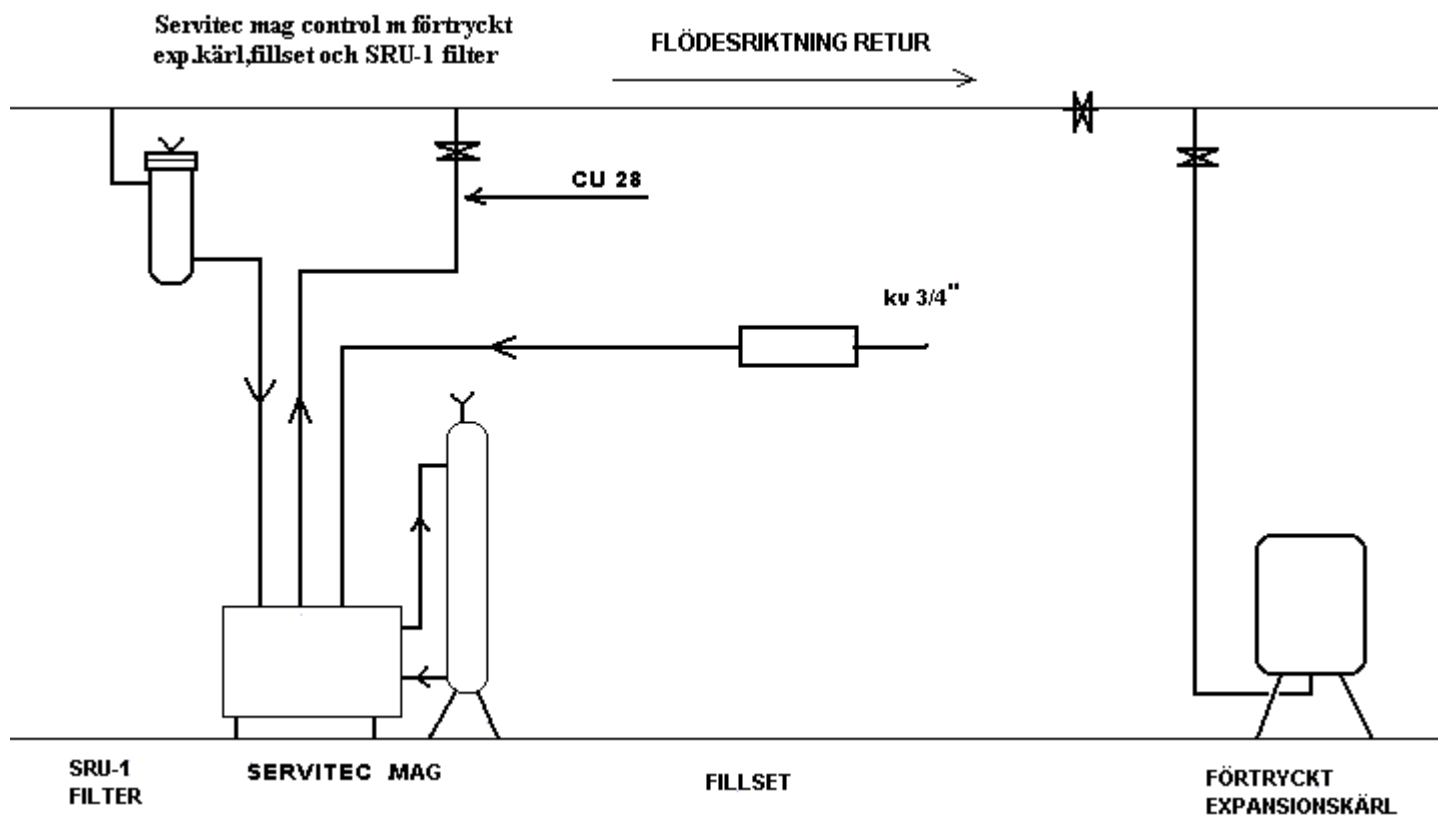 Servitec mag control m förtryckt
exp.kärl,fillset och SRU-1 filter
FLÖDESRIKTNING RETUR
CU 28
kv 3/4"
SRU-1
FILTER
SERVITEC MAG
FILLSET
FÖRTRYCKT
EXPANSIONSKÄRL